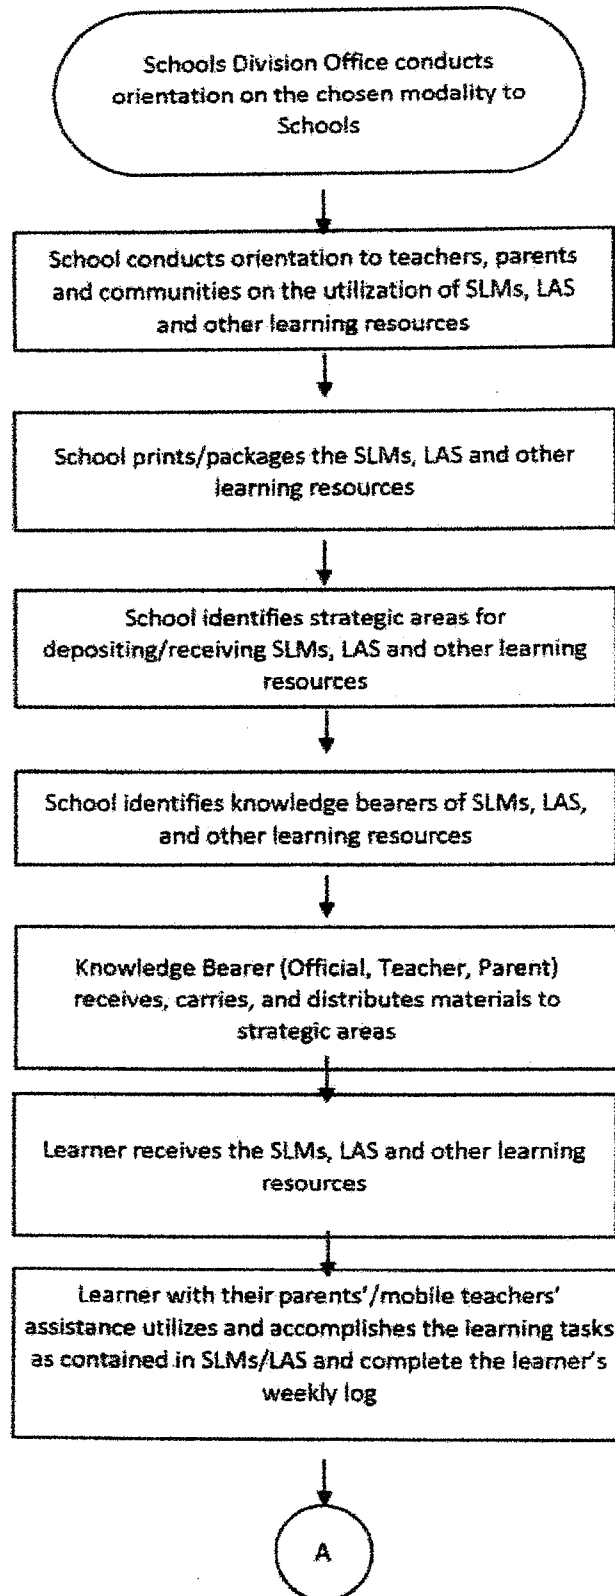 Schools Division Office conducts
orientation on the chosen modality to
Schools
School conducts orientation to teachers, parents
and communities on the utilization of SLMs, LAS
and other learning resources
School prints/packages the SLMs, LAS and other
learning resources
School identifies strategic areas for
depositing/receiving SLMs, LAS and other learning
resources
School identifies knowledge bearers of SLMs, LAS,
and other learning resources
Knowledge Bearer (Official, Teacher, Parent)
receives, carries, and distributes materials to
strategic areas
Learner receives the SLMs, LAS and other learning
resources
Learner with their parents'/mobile teachers'
assistance utilizes and accomplishes the learning tasks
as contained in SLMs/LAS and complete the learner's
weekly log
A